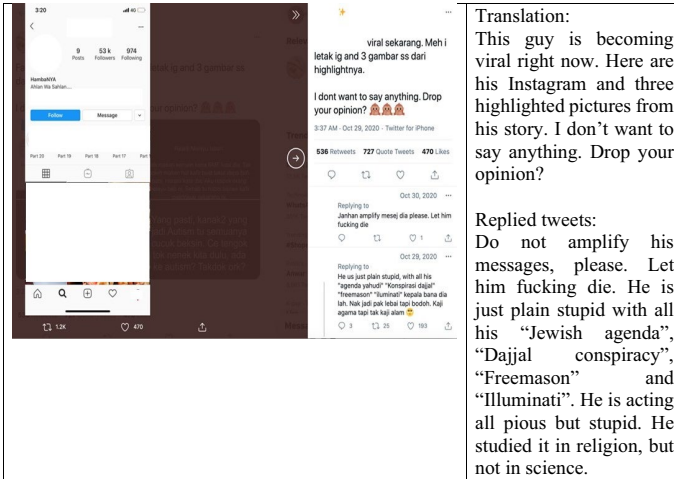 3:20
4G
9
53 k
974
Posts
Followers
Following
HambaNYA
Ahlan Wa Sahlan....
Follow
Message
Part 20
Part 19
Part 18
Part 17
Part
1.2K
470
viral sekarang. Meh i
letak ig and 3 gambar ss dari
highlightnya.
I dont want to say anything. Drop
your opinion?
3:37 AM · Oct 29, 2020 · Twitter for iPhone
536 Retweets 727 Quote Tweets 470 Likes
Oct 30, 2020
Replying to
Janhan amplify mesej dia please. Let him
fucking die
1
Oct 29, 2020
Replying to
He us just plain stupid, with all his
"agenda yahudi" "Konspirasi dajjal"
"freemason" "iluminati" kepala bana dia
lah. Nak jadi pak lebai tapi bodoh. Kaji
agama tapi tak kaji alam
3
25
193
Translation:
This guy is becoming
viral right now. Here are
his Instagram and three
highlighted pictures from
his story. I don't want to
say anything. Drop your
opinion?
Replied tweets:
Do not amplify his
messages, please. Let
him fucking die. He is
just plain stupid with all
his "Jewish agenda",
"Dajjal conspiracy",
"Freemason" and
"Illuminati". He is acting
all pious but stupid. He
studied it in religion, but
not in science.